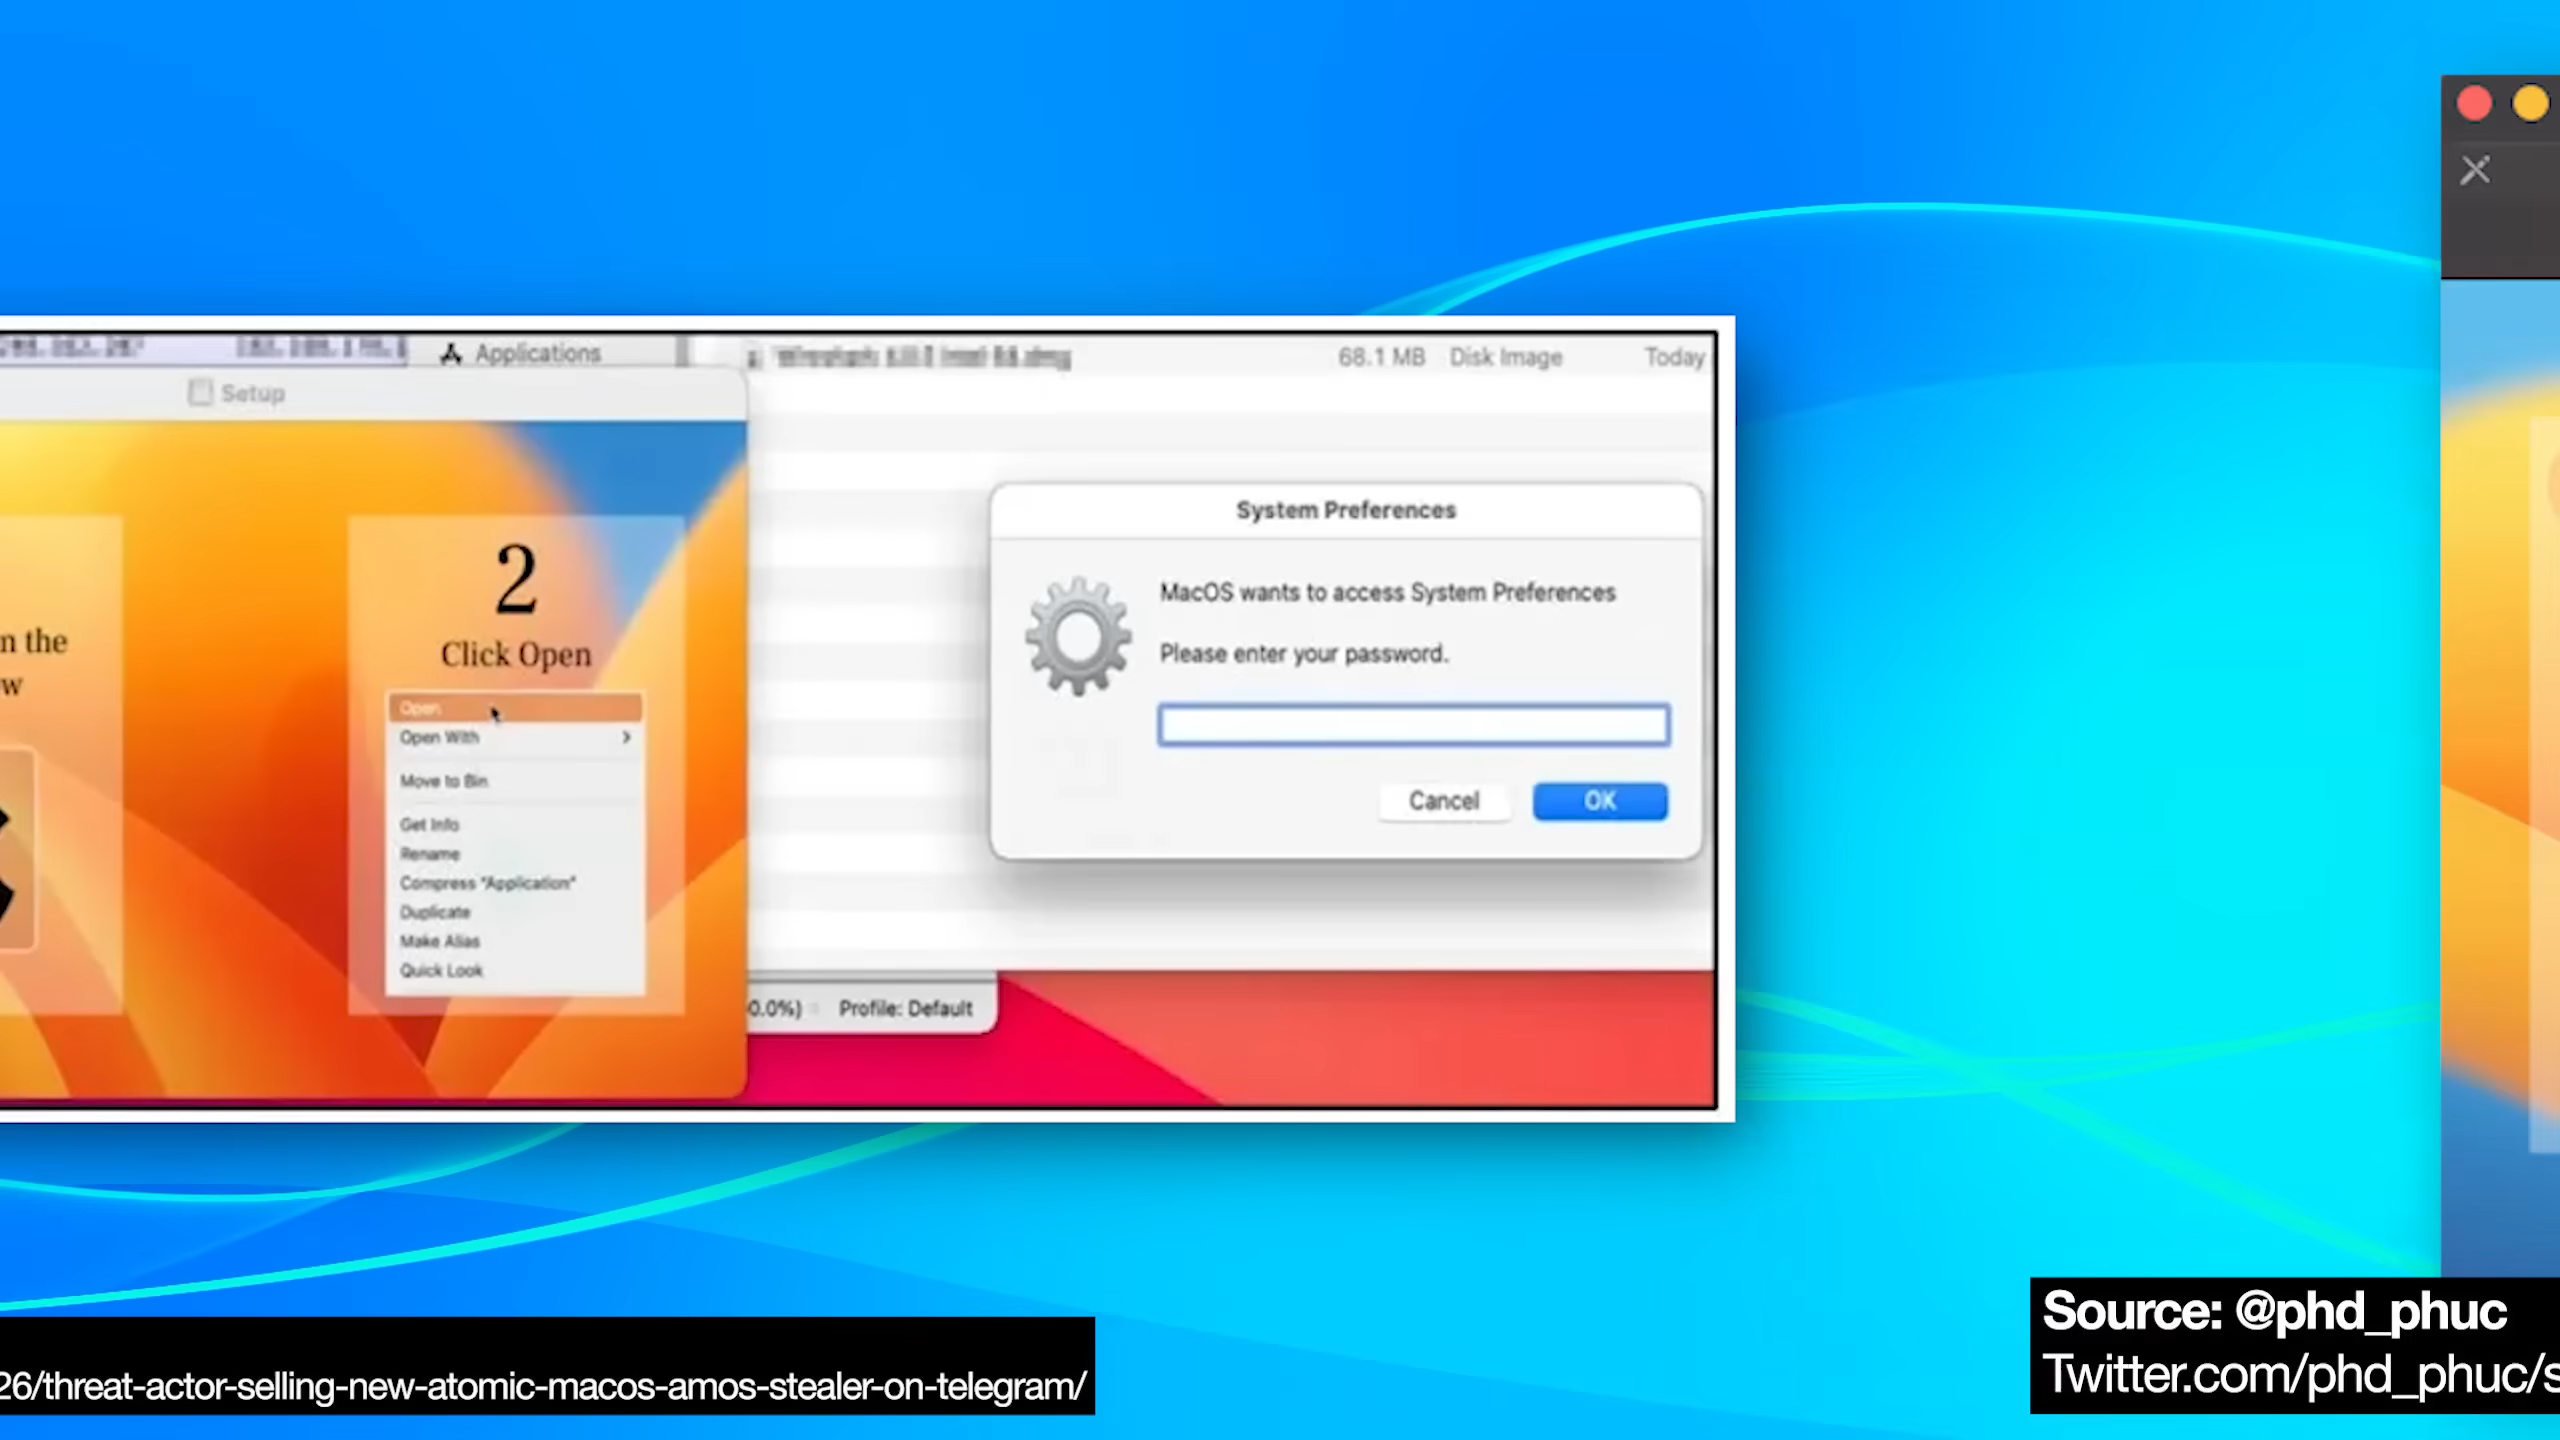 Applications
68.1 MB Disk Image Today
Setup
System Preferences
MacOS wants to access System Preferences
Please enter your password.
Cancel OK
n the
w
2
Click Open
Open
Open With
Move to Bin
Get Info
Rename
Compress "Application"
Duplicate
Make Alias
Quick Look
0.0%) Profile: Default
26/threat-actor-selling-new-atomic-macos-amos-stealer-on-telegram/
Source: @phd_phuc
Twitter.com/phd_phuc/s